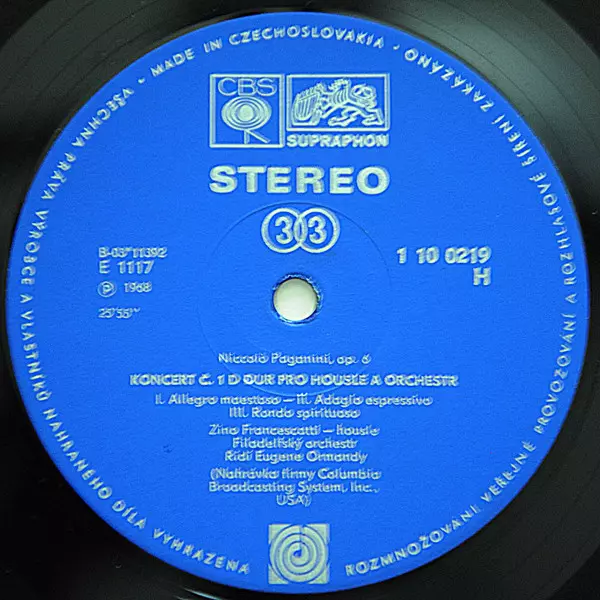 • MADE IN CZECHOSLOVAKIA •
VŠECHNA PRÁVA VÝROBCE A VLASTNÍKŮ NAHRANÉHO DÍLA VYHRAZENA
ROZMNOŽOVÁNÍ VEŘEJNÉ PROVOZOVÁNÍ A ROZHLASOVÉ ŠÍŘENÍ ZAKÁZÁNO
CBS
SUPRAPHON
STEREO
33
B-03*11392
E 1117
1 10 0219
H
Ⓟ 1968
25'55"
Niccolò Paganini, op. 6
KONCERT Č. 1 D DUR PRO HOUSLE A ORCHESTR
I. Allegro maestoso – II. Adagio espressivo
III. Rondo spirituoso
Zino Francescatti – housle
Filadelfský orchestr
Řídí Eugene Ormandy
(Nahrávka firmy Columbia
Broadcasting System, Inc.,
USA)